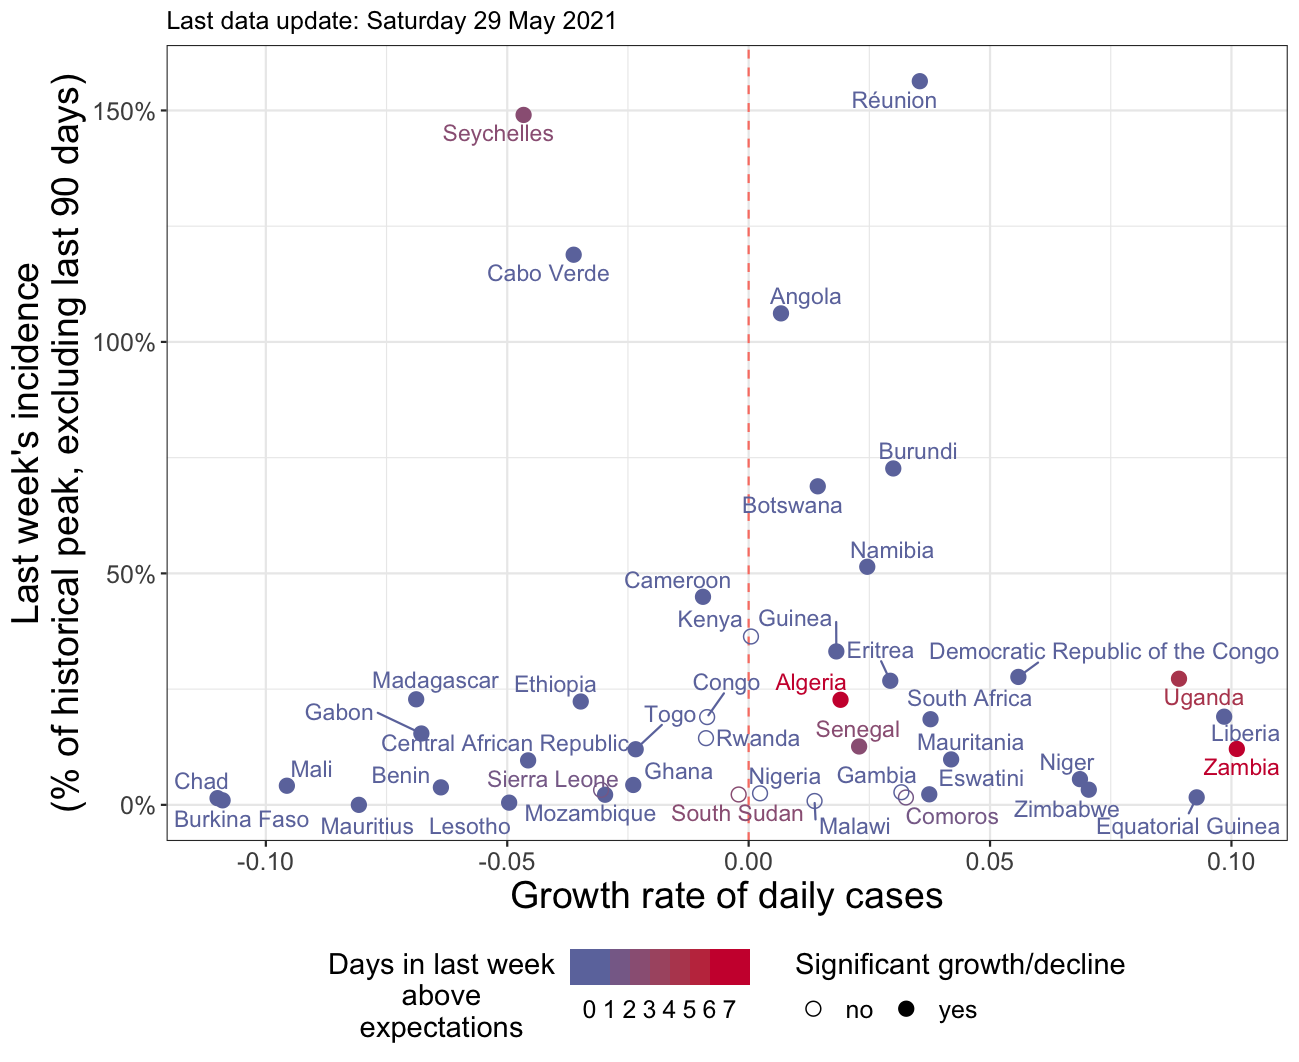 Last data update: Saturday 29 May 2021
Last week's incidence
(% of historical peak, excluding last 90 days)
150%
100%
50%
0%
Réunion
Seychelles
Cabo Verde
Angola
Burundi
Botswana
Namibia
Cameroon
Kenya
Guinea
Eritrea
Democratic Republic of the Congo
Madagascar
Ethiopia
Congo
Algeria
Uganda
South Africa
Gabon
Togo
Senegal
Liberia
Central African Republic
Rwanda
Mauritania
Zambia
Niger
Mali
Chad
Benin
Sierra Leone
Ghana
Nigeria
Gambia
Eswatini
Zimbabwe
Burkina Faso
Mauritius
Lesotho
Mozambique
South Sudan
Malawi
Comoros
Equatorial Guinea
-0.10
-0.05
0.00
0.05
0.10
Growth rate of daily cases
Days in last week
above
expectations
0 1 2 3 4 5 6 7
Significant growth/decline
no
yes